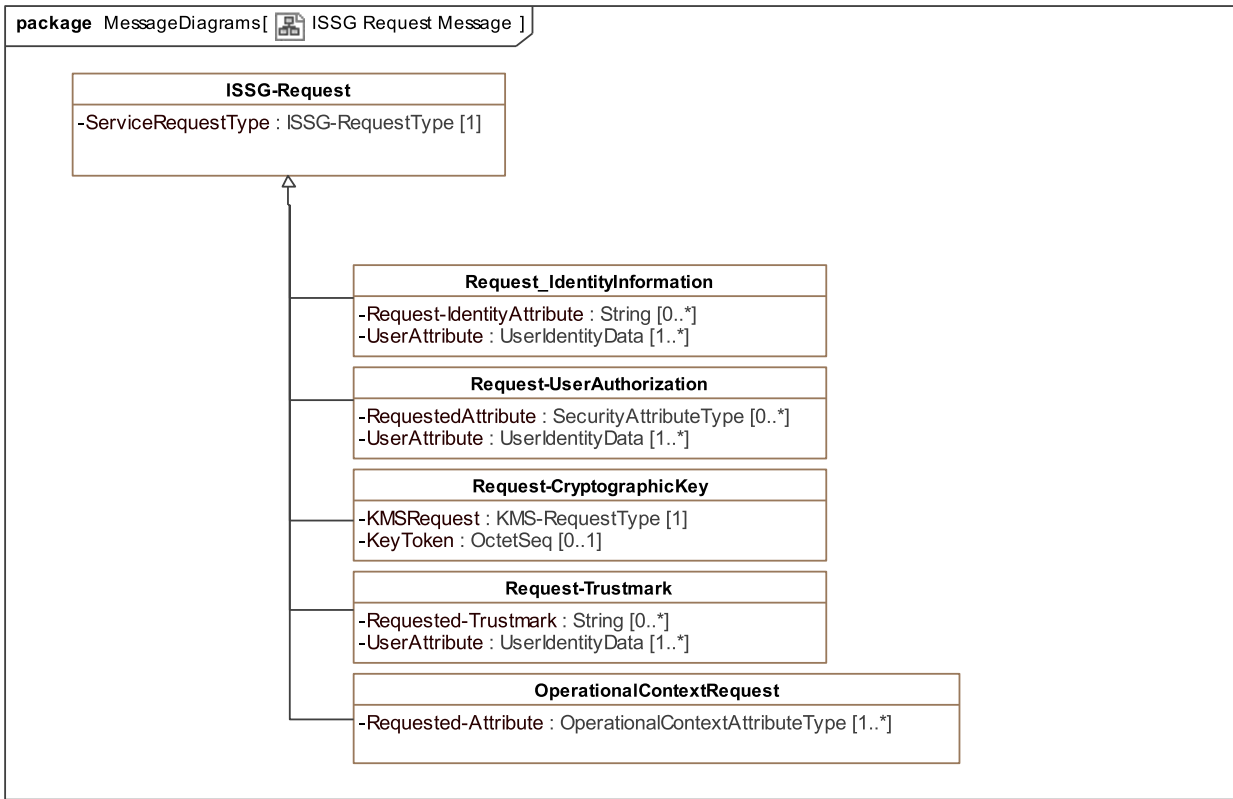 package MessageDiagrams[ ISSG Request Message ]
ISSG-Request
-ServiceRequestType : ISSG-RequestType [1]
Request_IdentityInformation
-Request-IdentityAttribute : String [0..*]
-UserAttribute : UserIdentityData [1..*]
Request-UserAuthorization
-RequestedAttribute : SecurityAttributeType [0..*]
-UserAttribute : UserIdentityData [1..*]
Request-CryptographicKey
-KMSRequest : KMS-RequestType [1]
-KeyToken : OctetSeq [0..1]
Request-Trustmark
-Requested-Trustmark : String [0..*]
-UserAttribute : UserIdentityData [1..*]
OperationalContextRequest
-Requested-Attribute : OperationalContextAttributeType [1..*]